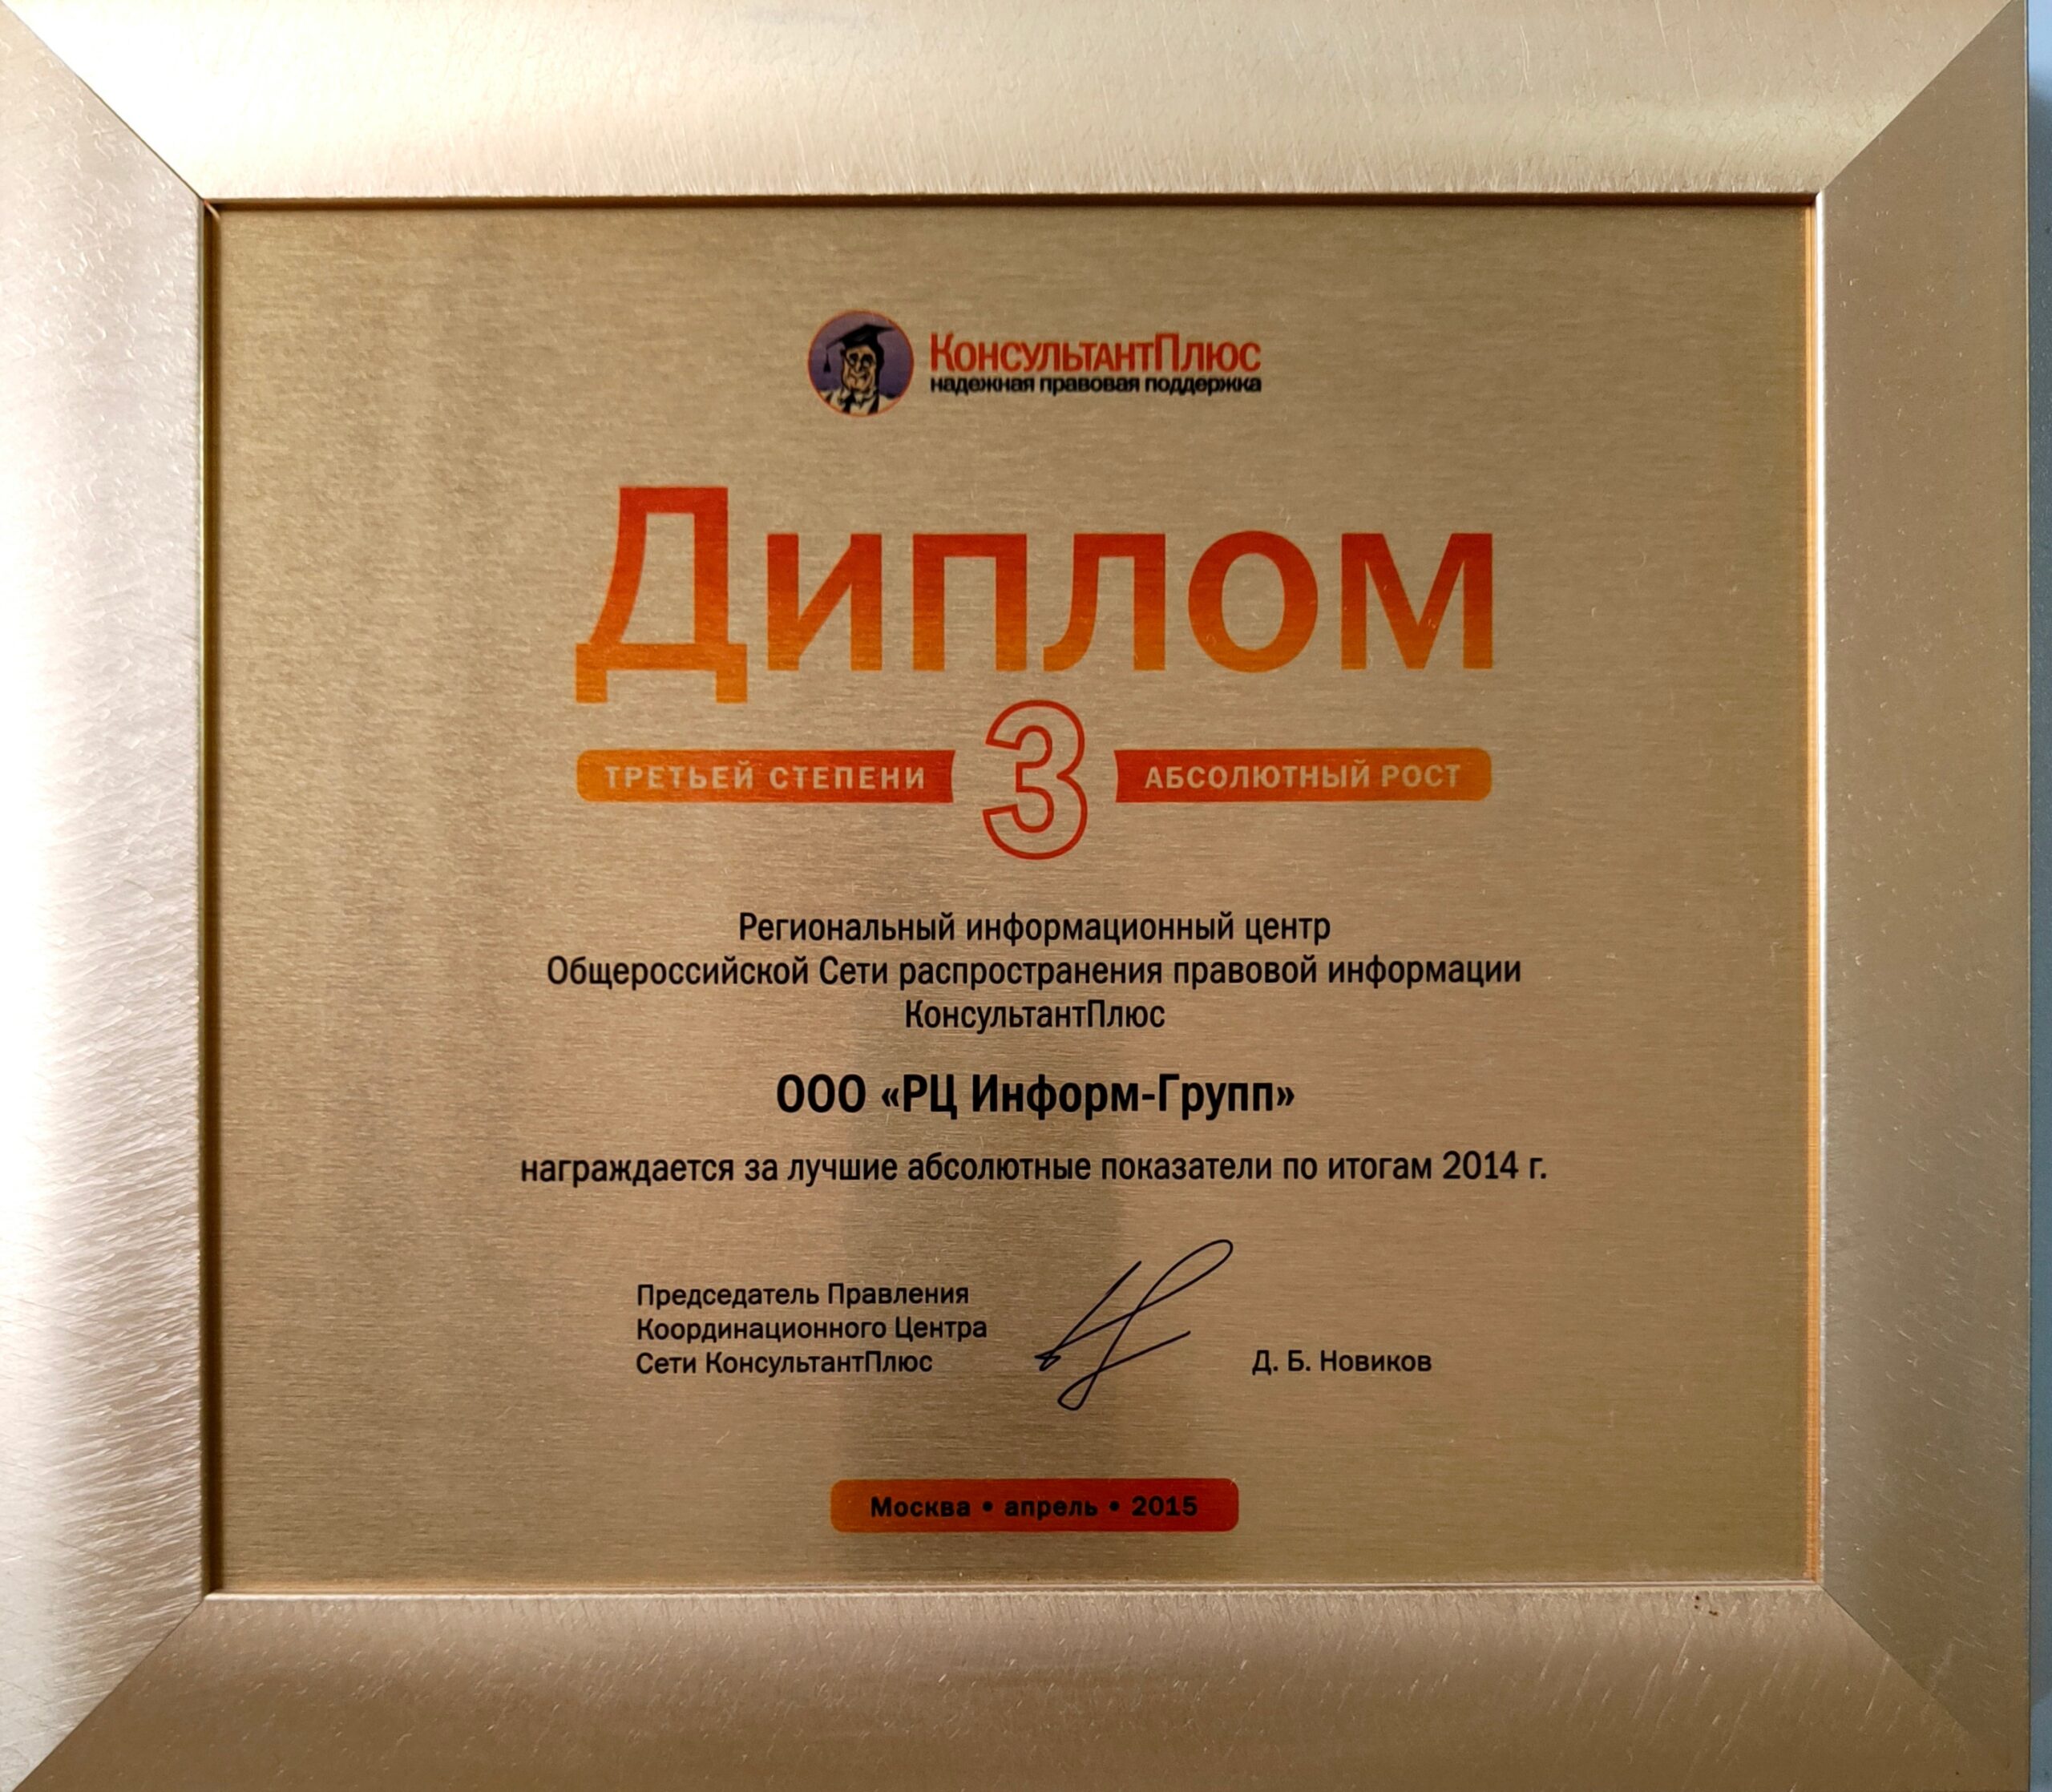 КонсультантПлюс
надежная правовая поддержка
Диплом
ТРЕТЬЕЙ СТЕПЕНИ 3 АБСОЛЮТНЫЙ РОСТ
Региональный информационный центр
Общероссийской Сети распространения правовой информации
КонсультантПлюс
ООО «РЦ Информ-Групп»
награждается за лучшие абсолютные показатели по итогам 2014 г.
Председатель Правления
Координационного Центра
Сети КонсультантПлюс Д. Б. Новиков
Москва • апрель • 2015